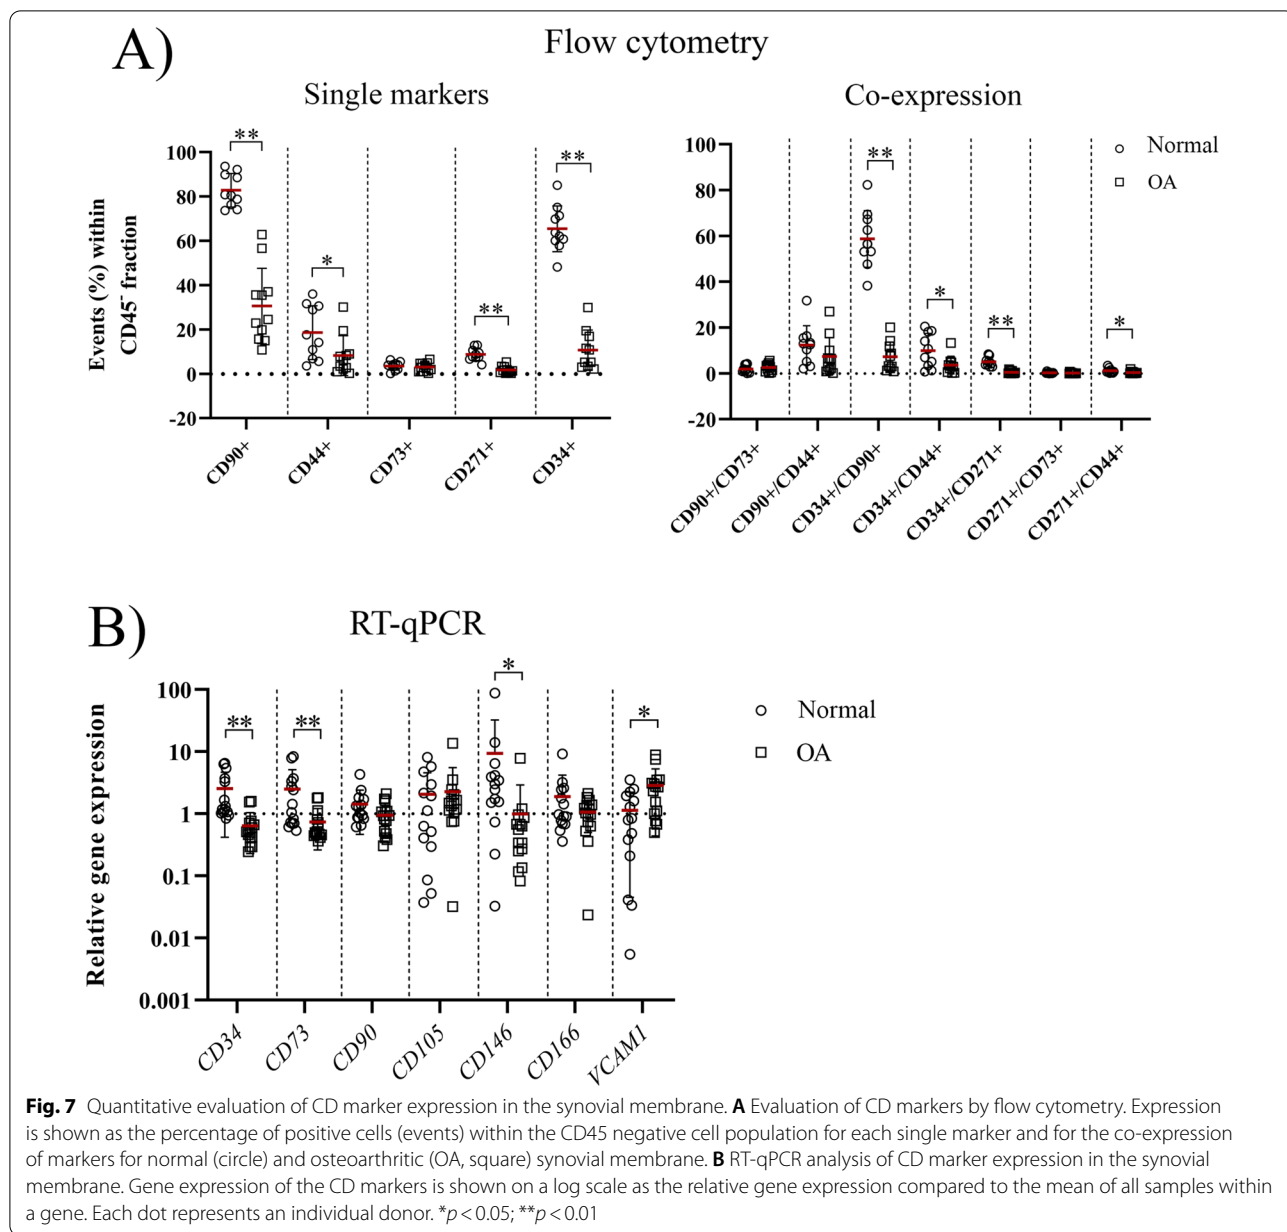 A)
Flow cytometry
Single markers
Co-expression
Events (%) within
CD45⁻ fraction
100
80
60
40
20
0
-20
**
*
**
**
CD90+
CD44+
CD73+
CD271+
CD34+
100
80
60
40
20
0
-20
**
*
**
*
Normal
OA
CD90+/CD73+
CD90+/CD44+
CD34+/CD90+
CD34+/CD44+
CD34+/CD271+
CD271+/CD73+
CD271+/CD44+
B)
RT-qPCR
Relative gene expression
100
10
1
0.1
0.01
0.001
**
**
*
*
Normal
OA
CD34
CD73
CD90
CD105
CD146
CD166
VCAM1
Fig. 7 Quantitative evaluation of CD marker expression in the synovial membrane. A Evaluation of CD markers by flow cytometry. Expression
is shown as the percentage of positive cells (events) within the CD45 negative cell population for each single marker and for the co-expression
of markers for normal (circle) and osteoarthritic (OA, square) synovial membrane. B RT-qPCR analysis of CD marker expression in the synovial
membrane. Gene expression of the CD markers is shown on a log scale as the relative gene expression compared to the mean of all samples within
a gene. Each dot represents an individual donor. *p < 0.05; **p < 0.01